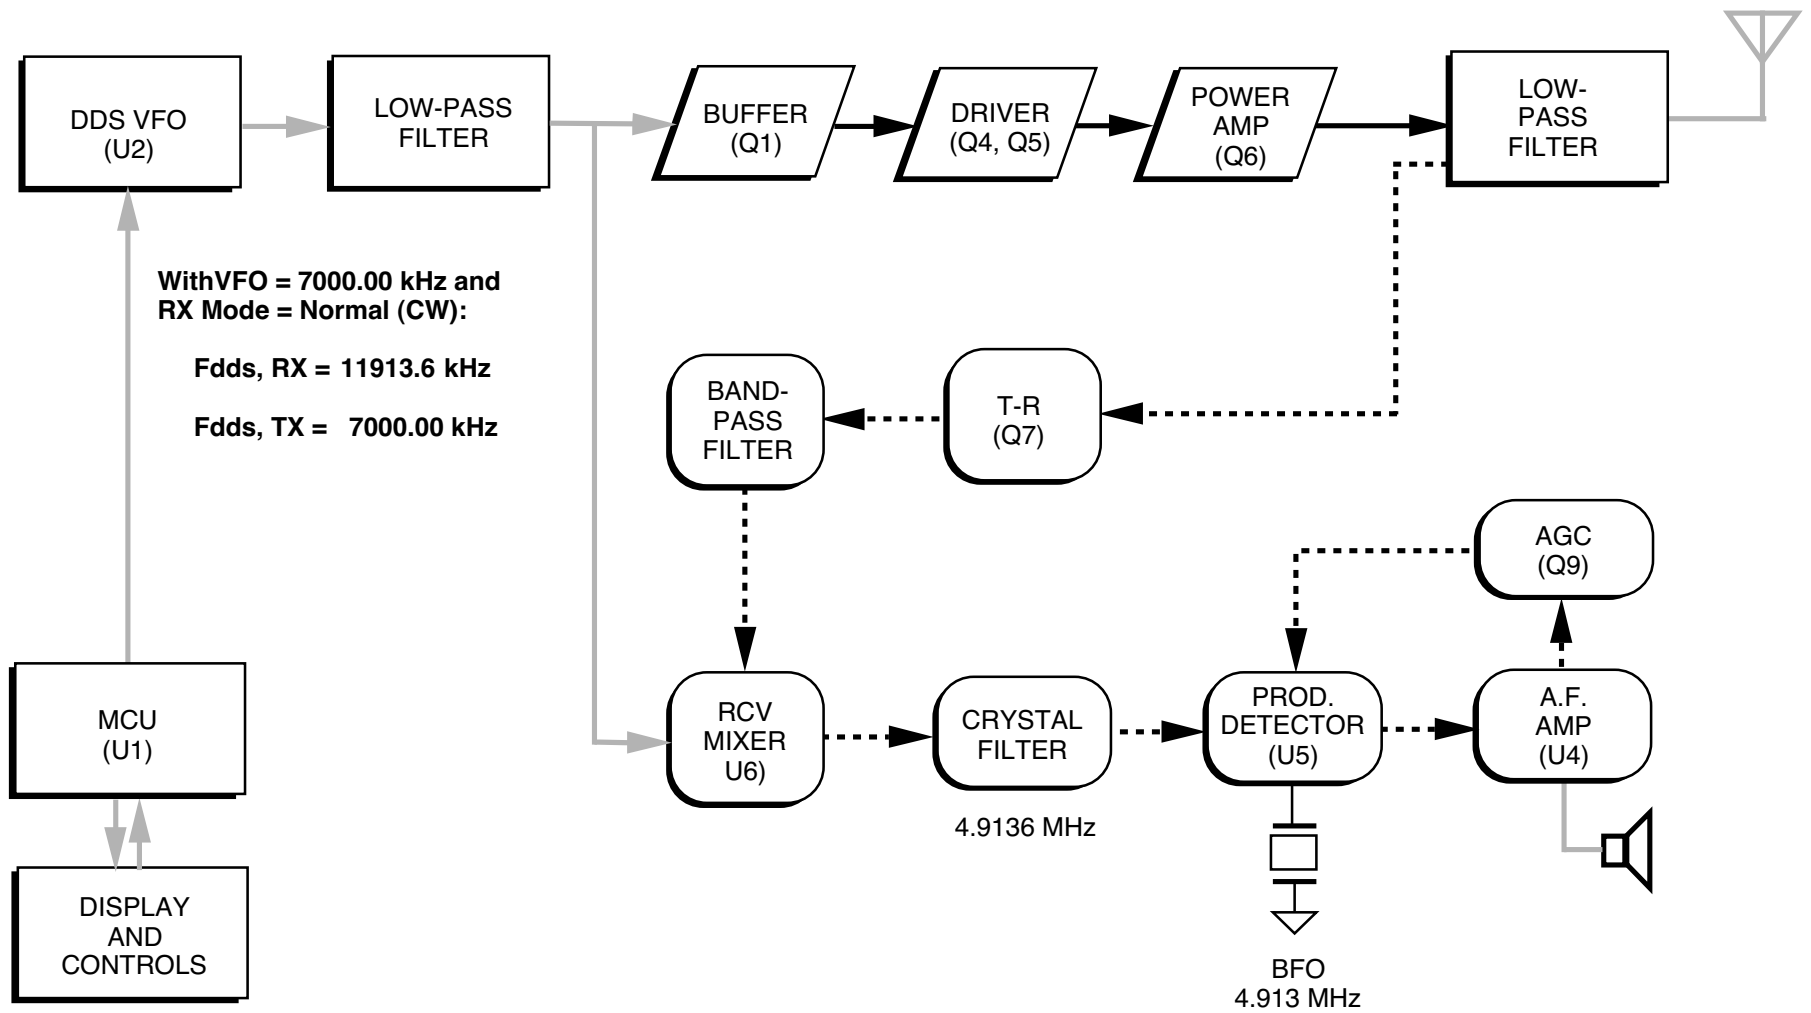 DDS VFO
(U2)
LOW-PASS
FILTER
BUFFER
(Q1)
DRIVER
(Q4, Q5)
POWER
AMP
(Q6)
LOW-
PASS
FILTER
WithVFO = 7000.00 kHz and
RX Mode = Normal (CW):
Fdds, RX = 11913.6 kHz
Fdds, TX = 7000.00 kHz
BAND-
PASS
FILTER
T-R
(Q7)
AGC
(Q9)
MCU
(U1)
RCV
MIXER
U6)
CRYSTAL
FILTER
4.9136 MHz
PROD.
DETECTOR
(U5)
A.F.
AMP
(U4)
DISPLAY
AND
CONTROLS
BFO
4.913 MHz